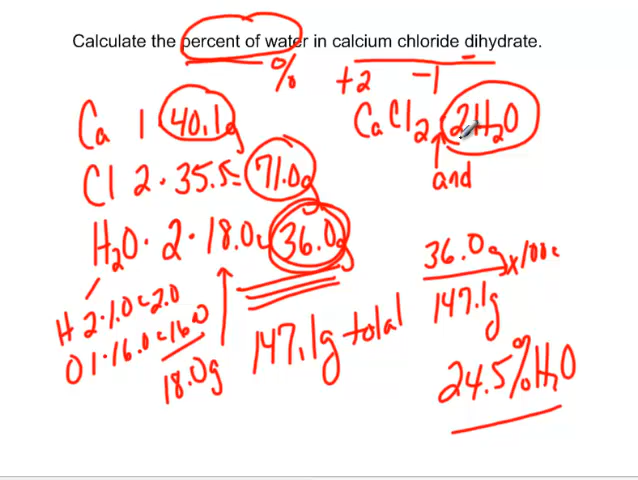 Calculate the percent of water in calcium chloride dihydrate.
%
+2 -1
Ca 1 40.1g
CaCl2 · 2H2O
and
Cl 2 · 35.5 = 71.0g
H2O · 2 · 18.0 = 36.0g
H 2 · 1.0 = 2.0
O 1 · 16.0 = 16.0
18.0g
147.1g total
36.0g x100 =
147.1g
24.5% H2O